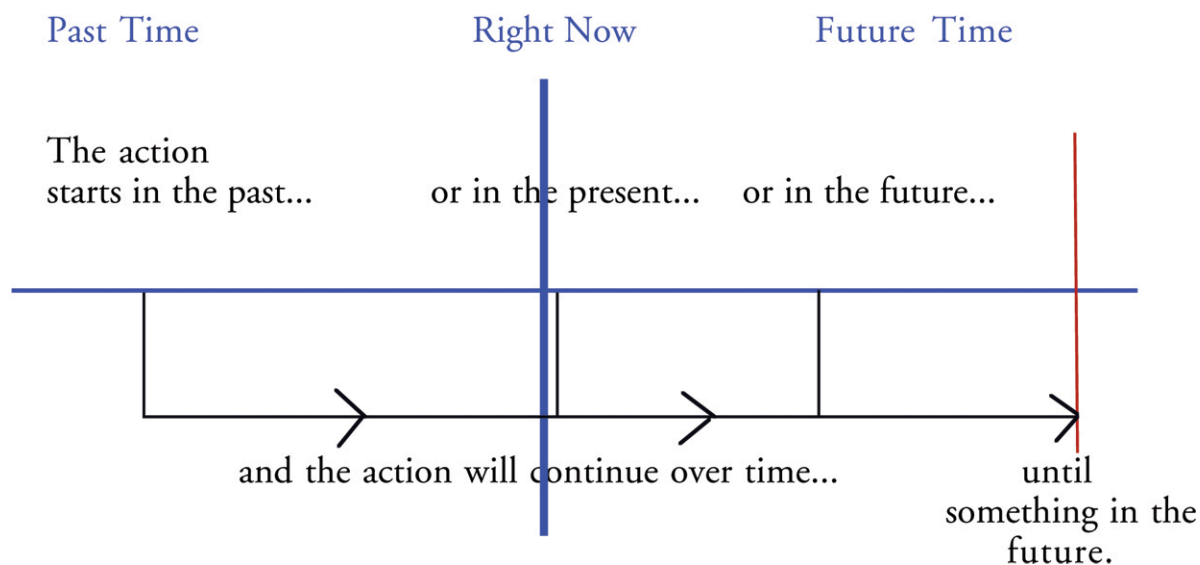 Past Time
Right Now
Future Time
The action
starts in the past...
or in the present...
or in the future...
and the action will continue over time...
until
something in the
future.